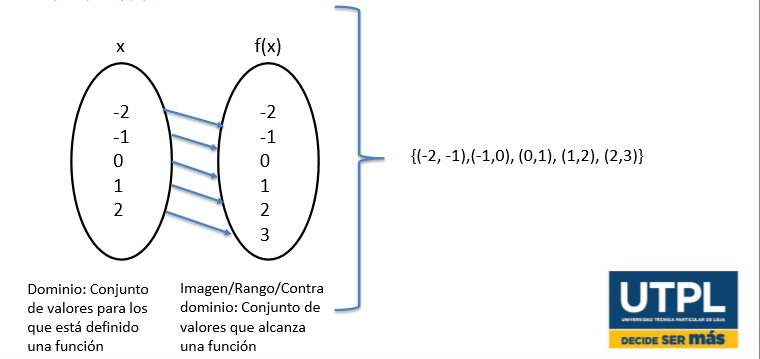 x
f(x)
-2
-1
0
1
2
-2
-1
0
1
2
3
{(-2, -1),(-1,0), (0,1), (1,2), (2,3)}
Dominio: Conjunto
de valores para los
que está definido
una función
Imagen/Rango/Contra
dominio: Conjunto de
valores que alcanza
una función
UTPL
UNIVERSIDAD TÉCNICA PARTICULAR DE LOJA
DECIDE SER más